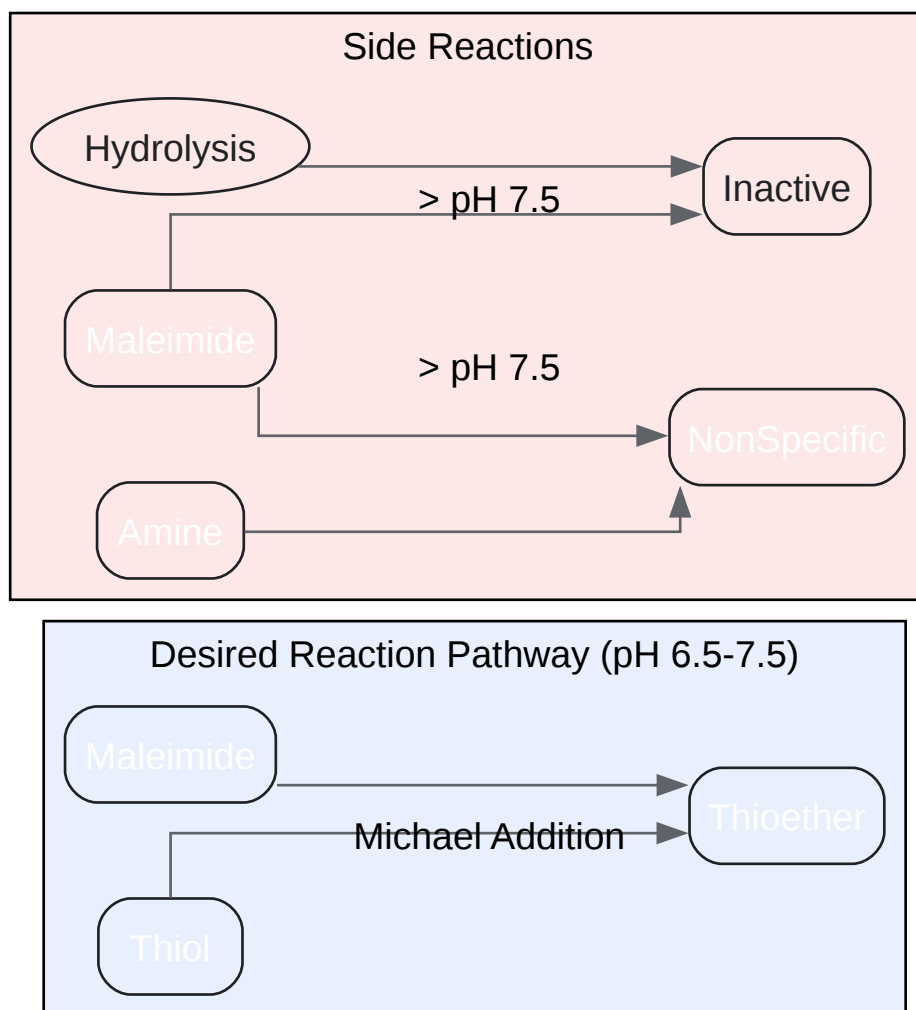 Side Reactions
Hydrolysis
Inactive
> pH 7.5
Maleimide
> pH 7.5
NonSpecific
Amine
Desired Reaction Pathway (pH 6.5-7.5)
Maleimide
Thioether
Michael Addition
Thiol